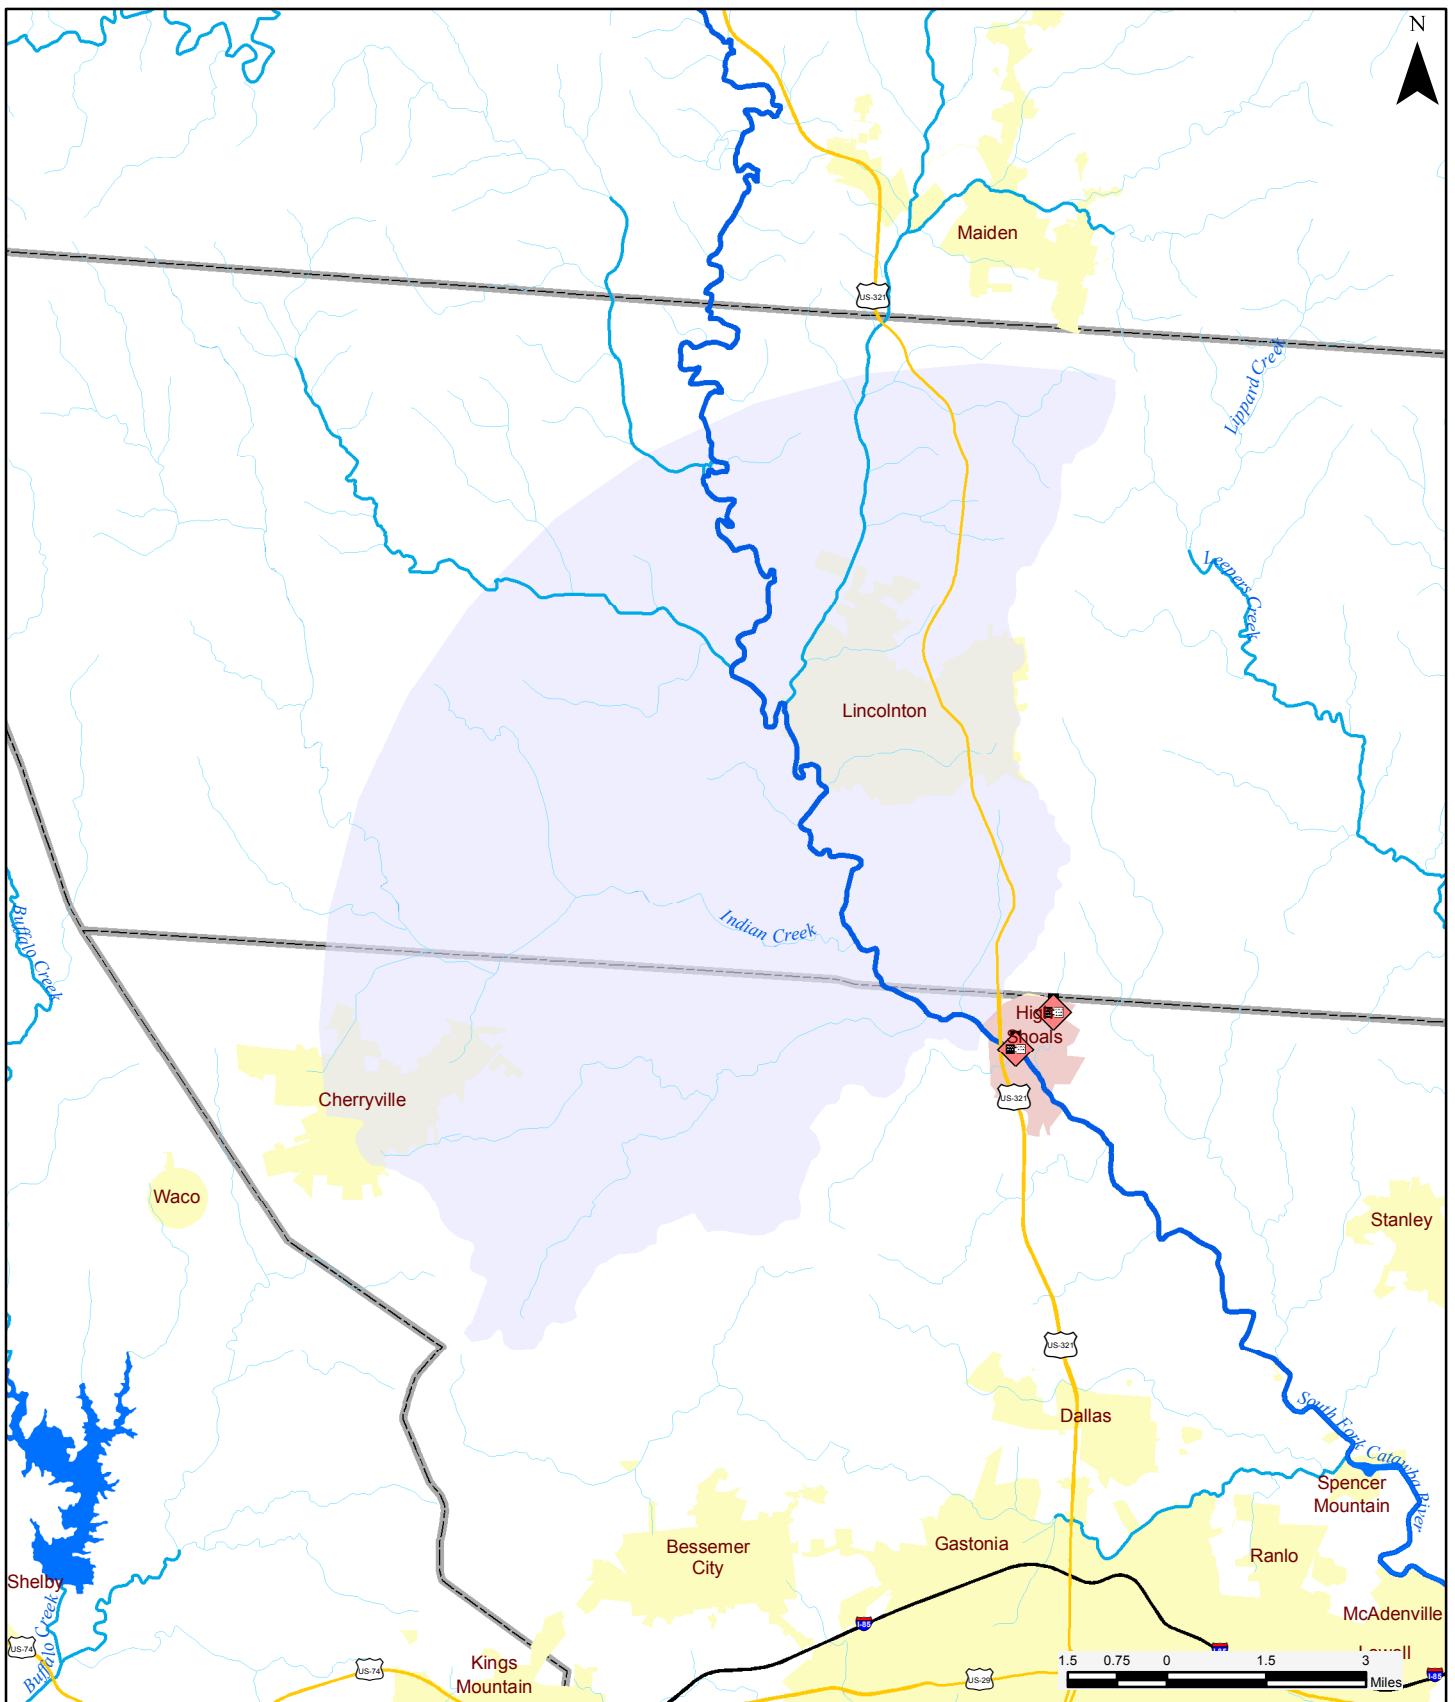 N
Maiden
US-321
Lippard Creek
Leepers Creek
Lincolnton
Indian Creek
Buffalo Creek
High
Shoals
US-321
Cherryville
Waco
Stanley
US-321
Dallas
South Fork Catawba River
Spencer
Mountain
Bessemer
City
Gastonia
Ranlo
Shelby
Buffalo Creek
McAdenville
I-85
Lowell
US-74
US-74
Kings
Mountain
US-29
I-85
1.5 0.75 0 1.5 3
Miles